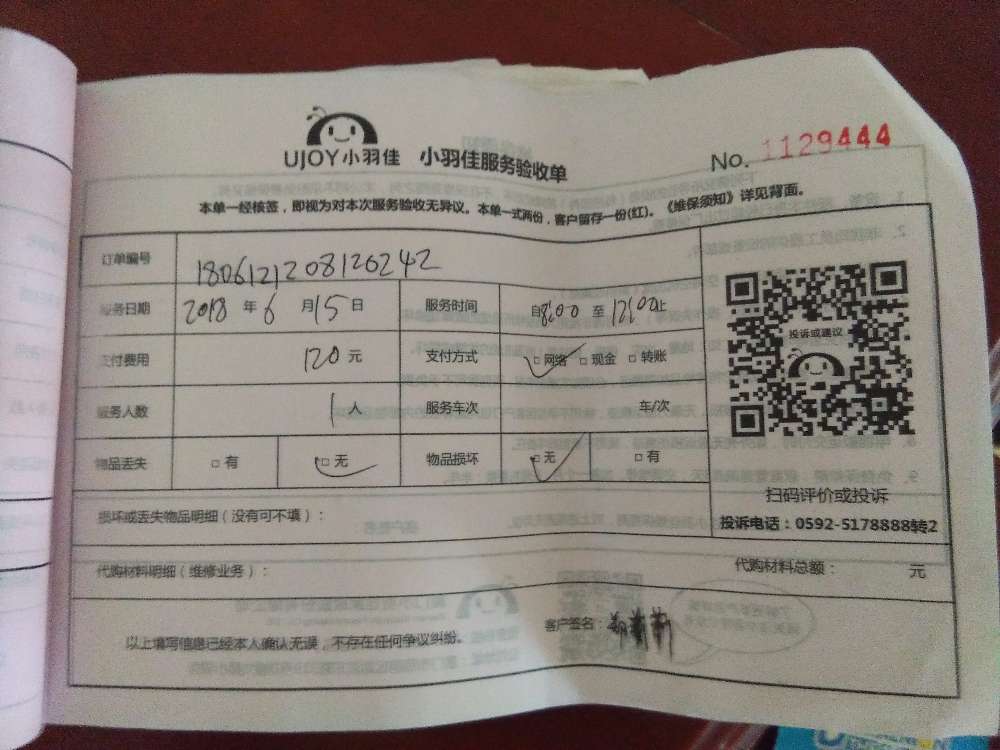 UJOY小羽佳 小羽佳服务验收单 No. 1129444
本单一经核签，即视为对本次服务验收无异议。本单一式两份，客户留存一份(红)。《维保须知》详见背面。
订单编号 1806121208120242
服务日期 2018 年 6 月 15 日 服务时间 自8:00 至 12:00止
支付费用 120 元 支付方式 □网络 □现金 □转账
服务人数 1 人 服务车次 车/次
物品丢失 □有 □无 物品损坏 □无 □有
投诉或建议
扫码评价或投诉
投诉电话：0592-5178888转2
损坏或丢失物品明细（没有可不填）：
代购材料明细（维修业务）： 代购材料总额： 元
以上填写信息已经本人确认无误，不存在任何争议纠纷。 客户签名：